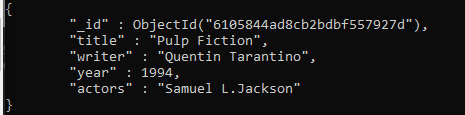 {
"_id" : ObjectId("6105844ad8cb2bdbf557927d"),
"title" : "Pulp Fiction",
"writer" : "Quentin Tarantino",
"year" : 1994,
"actors" : "Samuel L.Jackson"
}